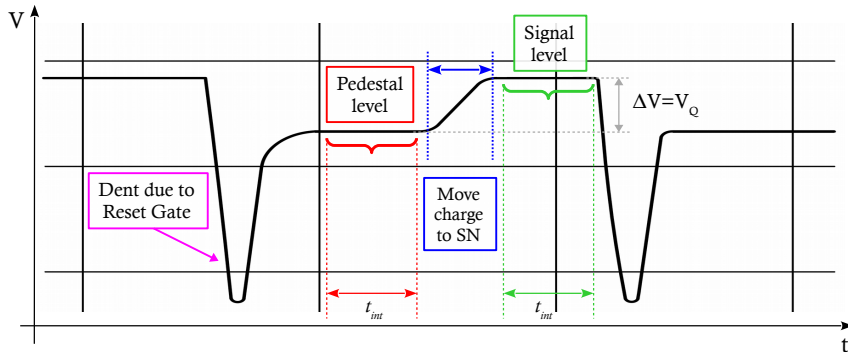 V
Signal
level
Pedestal
level
ΔV=V_Q
Dent due to
Reset Gate
Move
charge
to SN
t_int
t_int
t